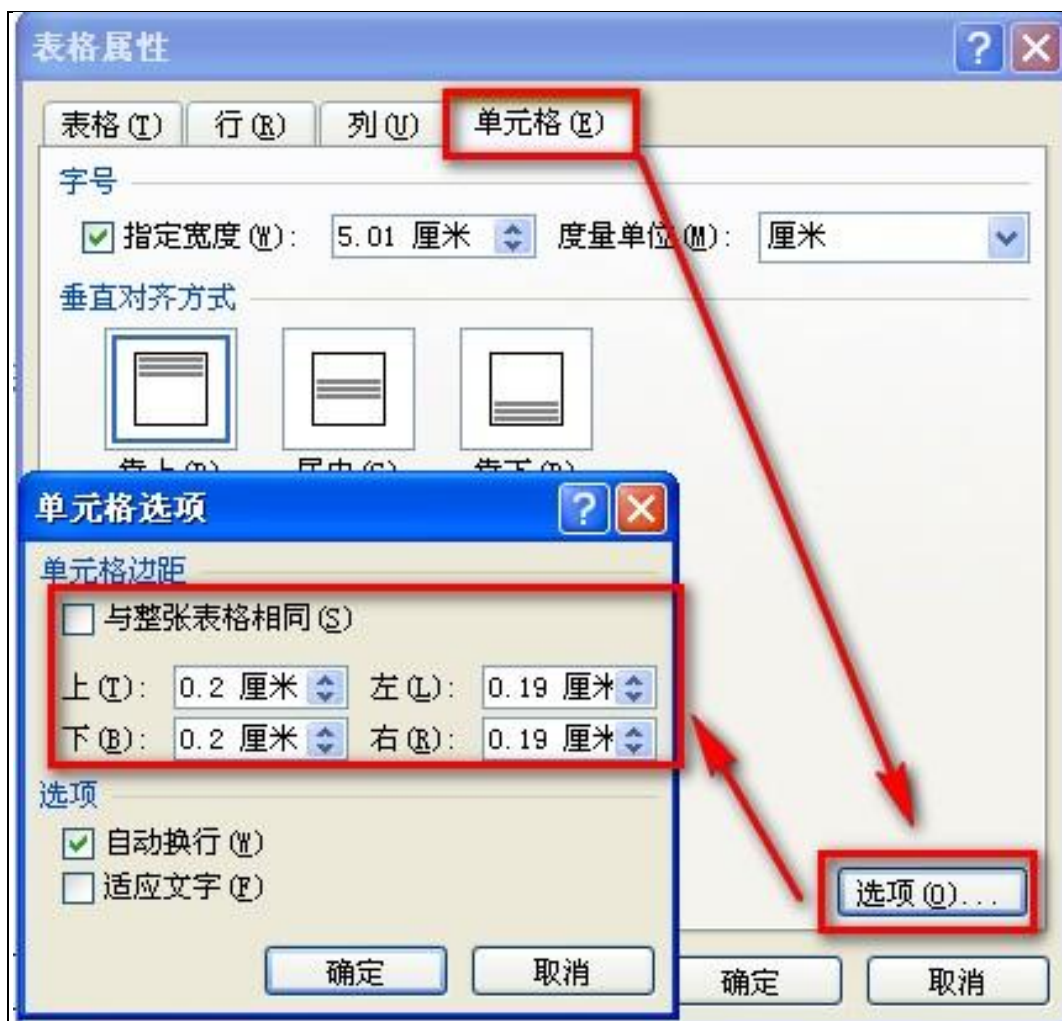 表格属性
表格(T) 行(R) 列(U) 单元格(E)
字号
指定宽度(W): 5.01 厘米 度量单位(M): 厘米
垂直对齐方式
单元格选项
单元格边距
与整张表格相同(S)
上(T): 0.2 厘米 左(L): 0.19 厘米
下(B): 0.2 厘米 右(R): 0.19 厘米
选项
自动换行(W)
适应文字(F)
选项(O)...
确定 取消
确定 取消